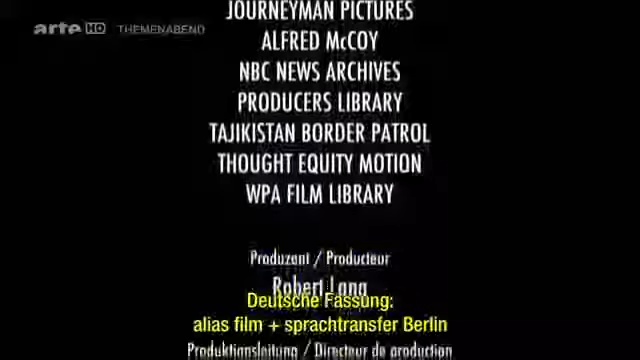 JOURNEYMAN PICTURES
arte HD THEMENABEND
ALFRED McCOY
NBC NEWS ARCHIVES
PRODUCERS LIBRARY
TAJIKISTAN BORDER PATROL
THOUGHT EQUITY MOTION
WPA FILM LIBRARY
Produzent / Producteur
Robert Lang
Deutsche Fassung:
alias film + sprachtransfer Berlin
Produktionsleitung / Directeur de production